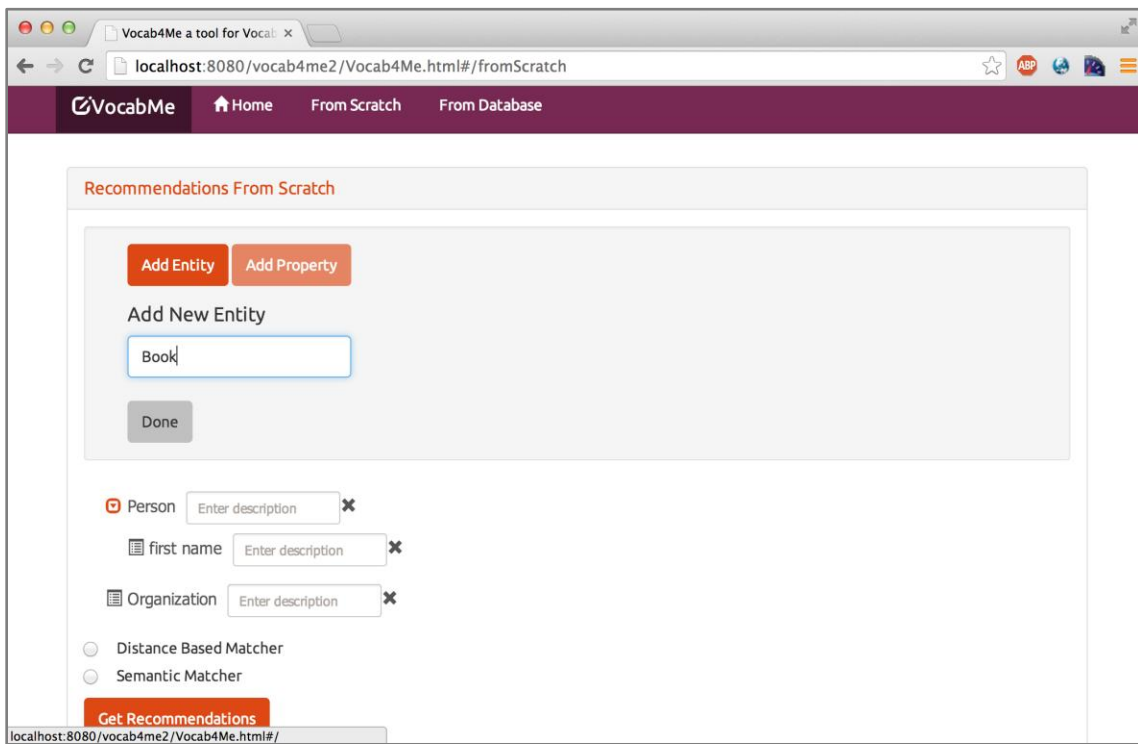 Vocab4Me a tool for Vocab
localhost:8080/vocab4me2/Vocab4Me.html#/fromScratch
ABP
VocabMe Home From Scratch From Database
Recommendations From Scratch
Add Entity Add Property
Add New Entity
Book
Done
Person Enter description
first name Enter description
Organization Enter description
Distance Based Matcher
Semantic Matcher
Get Recommendations
localhost:8080/vocab4me2/Vocab4Me.html#/